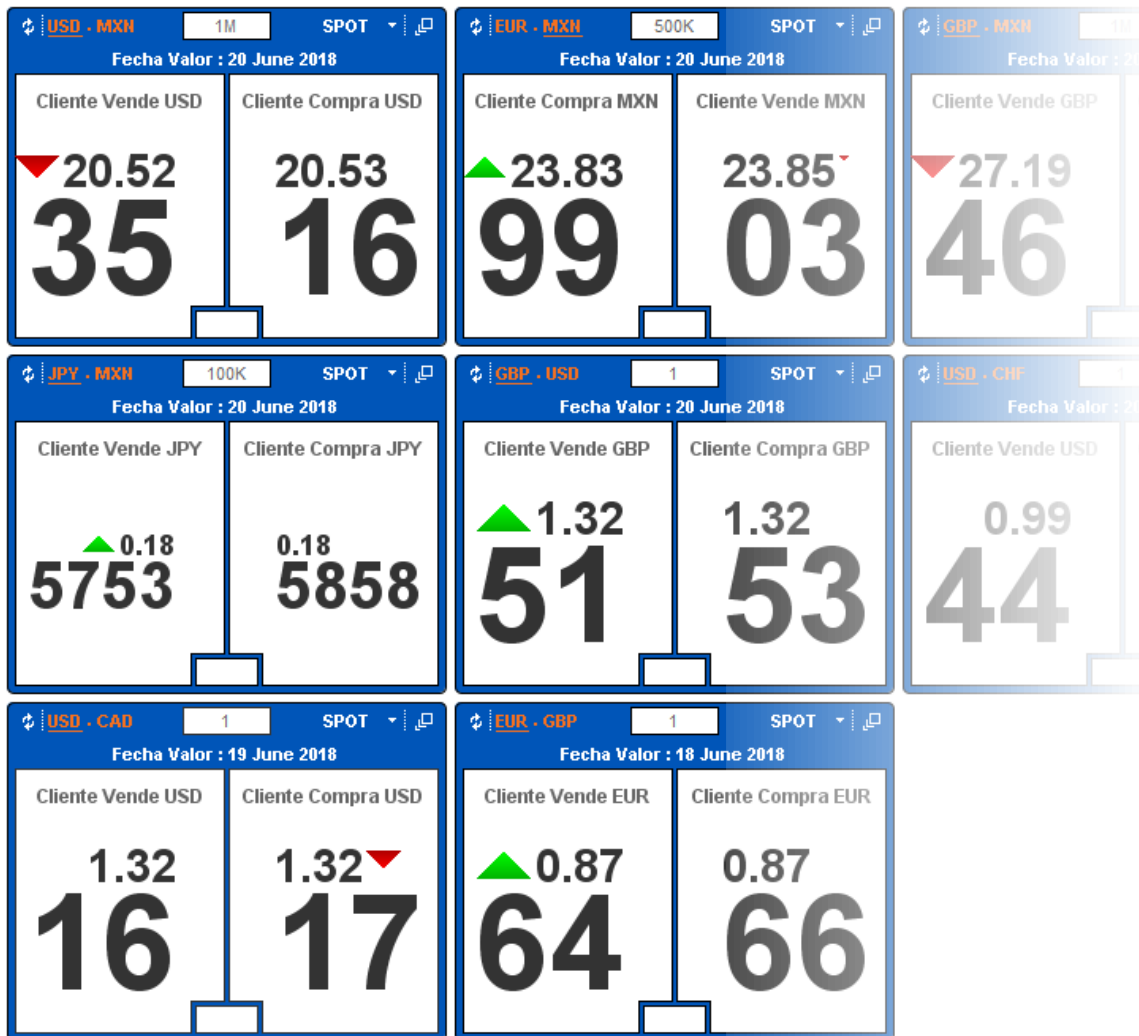 USD - MXN 1M SPOT
Fecha Valor : 20 June 2018
Cliente Vende USD Cliente Compra USD
20.52 20.53
35 16
EUR - MXN 500K SPOT
Fecha Valor : 20 June 2018
Cliente Compra MXN Cliente Vende MXN
23.83 23.85
99 03
GBP - MXN 1M
Fecha Valor : 2
Cliente Vende GBP
27.19
46
JPY - MXN 100K SPOT
Fecha Valor : 20 June 2018
Cliente Vende JPY Cliente Compra JPY
0.18 0.18
5753 5858
GBP - USD 1 SPOT
Fecha Valor : 20 June 2018
Cliente Vende GBP Cliente Compra GBP
1.32 1.32
51 53
USD - CHF
Fecha Valor : 2
Cliente Vende USD
0.99
44
USD - CAD 1 SPOT
Fecha Valor : 19 June 2018
Cliente Vende USD Cliente Compra USD
1.32 1.32
16 17
EUR - GBP 1 SPOT
Fecha Valor : 18 June 2018
Cliente Vende EUR Cliente Compra EUR
0.87 0.87
64 66